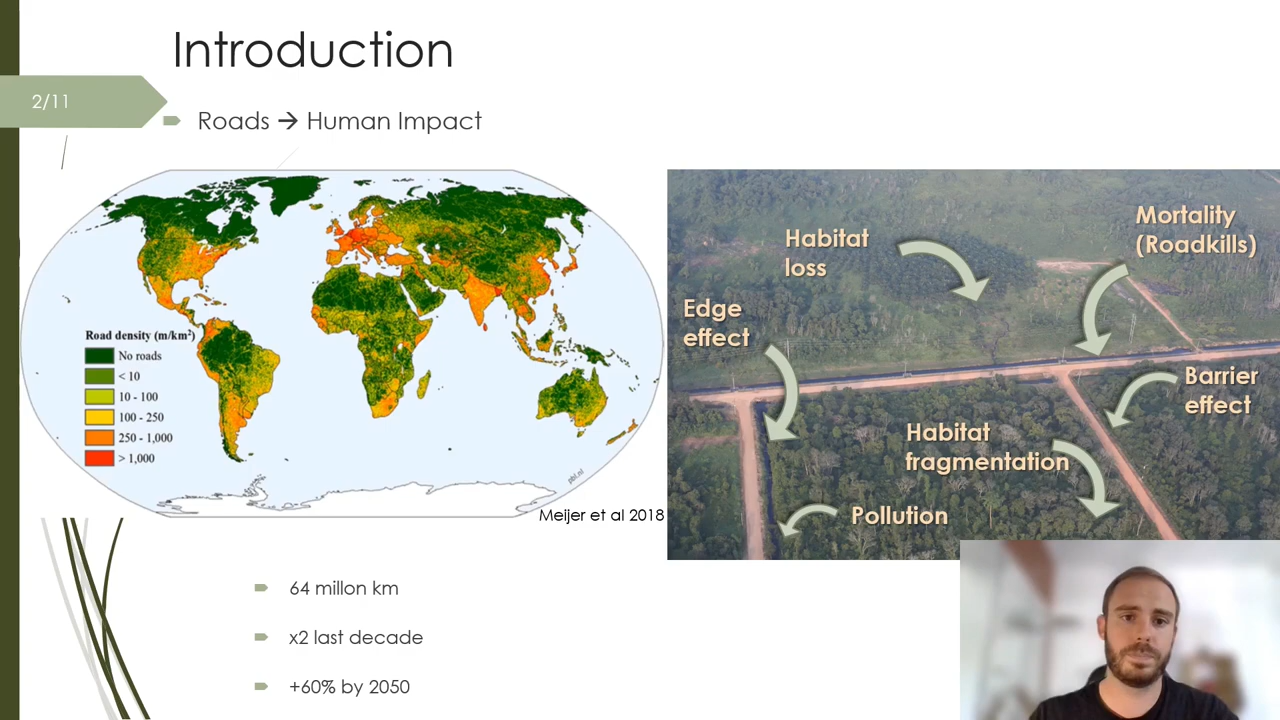 Introduction
2/11
Roads → Human Impact
Road density (m/km²)
No roads
< 10
10 - 100
100 - 250
250 - 1,000
> 1,000
pbl.nl
Meijer et al 2018
Habitat
loss
Mortality
(Roadkills)
Edge
effect
Barrier
effect
Habitat
fragmentation
Pollution
64 millon km
x2 last decade
+60% by 2050